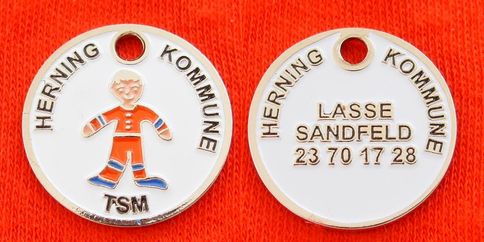 HERNING KOMMUNE
TSM
HERNING KOMMUNE
LASSE
SANDFELD
23 70 17 28